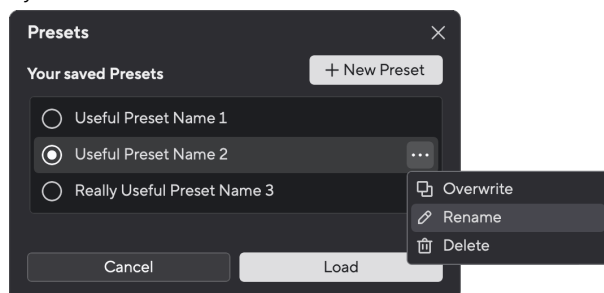 Presets
Your saved Presets
+ New Preset
Useful Preset Name 1
Useful Preset Name 2
Really Useful Preset Name 3
Overwrite
Rename
Delete
Cancel
Load